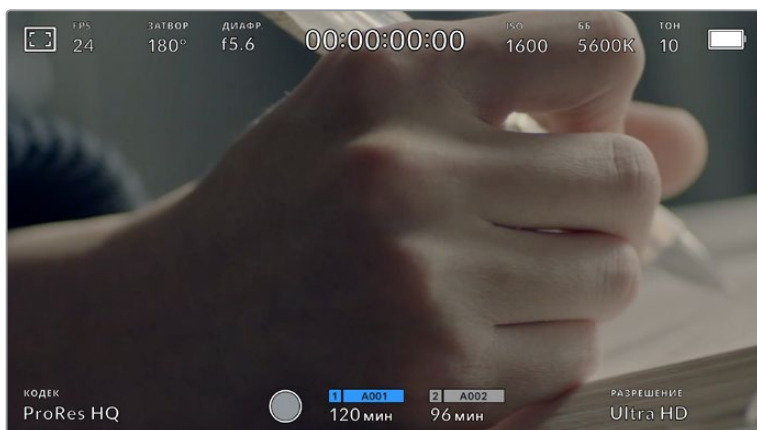 FPS ЗАТВОР ДИАФР. 00:00:00:00 ISO ББ ТОН
24 180° f5.6 1600 5600K 10
КОДЕК 1 A001 2 A002 РАЗРЕШЕНИЕ
ProRes HQ 120 мин 96 мин Ultra HD